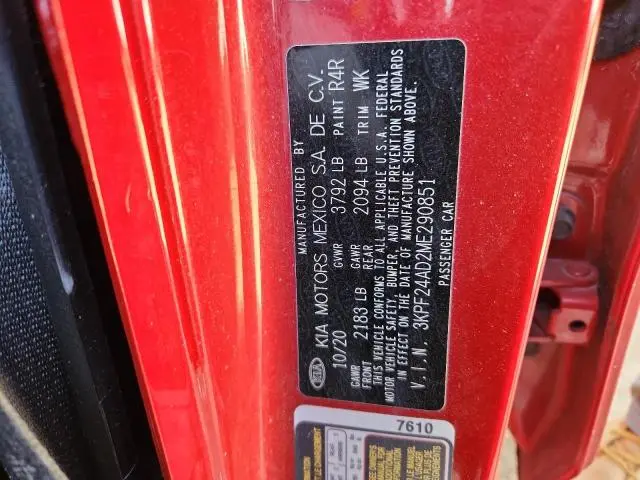 MANUFACTURED BY
KIA KIA MOTORS MEXICO S.A. DE C.V.
10/20 GVWR 3792 LB PAINT R4R
GAWR FRONT 2183 LB GAWR REAR 2094 LB TRIM WK
THIS VEHICLE CONFORMS TO ALL APPLICABLE U.S.A. FEDERAL
MOTOR VEHICLE SAFETY, BUMPER, AND THEFT PREVENTION STANDARDS
IN EFFECT ON THE DATE OF MANUFACTURE SHOWN ABOVE.
V.I.N. 3KPF24AD2ME290851
PASSENGER CAR
7610